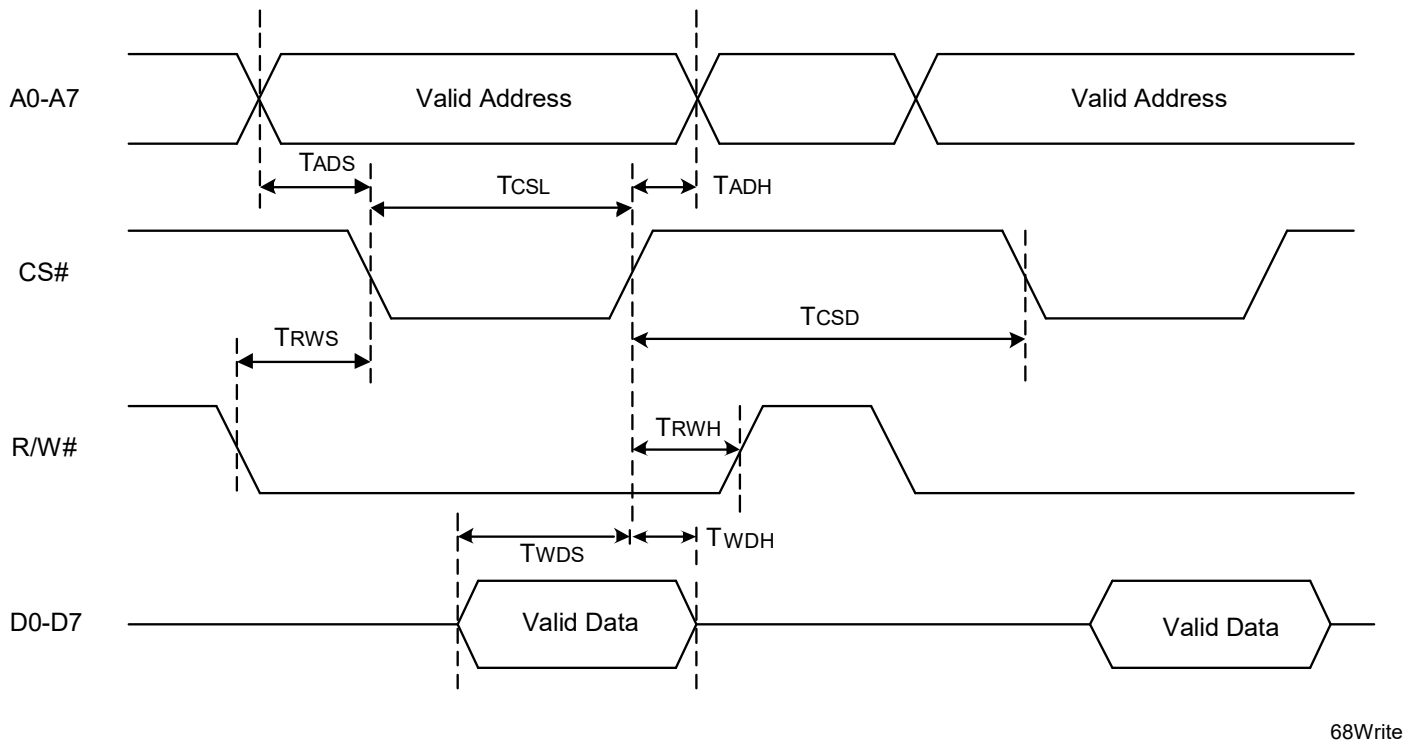 A0-A7
Valid Address
Valid Address
TADS
TCSL
TADH
CS#
TCSD
TRWS
R/W#
TRWH
TWDS
TWDH
D0-D7
Valid Data
Valid Data
68Write